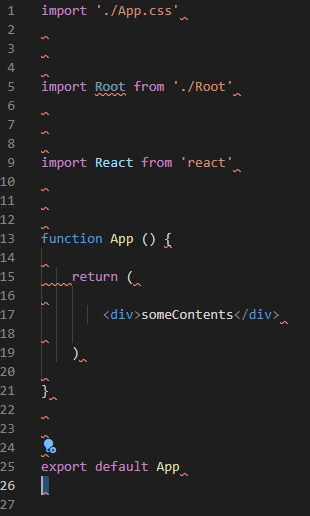 1 import './App.css'
2
3
4
5 import Root from './Root'
6
7
8
9 import React from 'react'
10
11
12
13 function App () {
14
15 return (
16
17 <div>someContents</div>
18
19 )
20
21 }
22
23
24
25 export default App
26
27